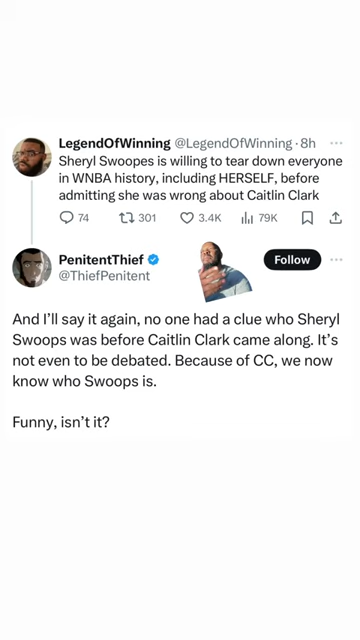 LegendOfWinning @LegendOfWinning · 8h
Sheryl Swoopes is willing to tear down everyone
in WNBA history, including HERSELF, before
admitting she was wrong about Caitlin Clark
74 301 3.4K 79K
PenitentThief Follow
@ThiefPenitent
And I'll say it again, no one had a clue who Sheryl
Swoops was before Caitlin Clark came along. It's
not even to be debated. Because of CC, we now
know who Swoops is.
Funny, isn't it?